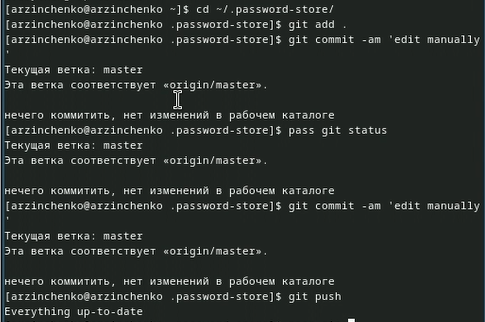 [arzinchenko@arzinchenko ~]$ cd ~/.password-store/
[arzinchenko@arzinchenko .password-store]$ git add .
[arzinchenko@arzinchenko .password-store]$ git commit -am 'edit manually
'
Текущая ветка: master
Эта ветка соответствует «origin/master».
нечего коммитить, нет изменений в рабочем каталоге
[arzinchenko@arzinchenko .password-store]$ pass git status
Текущая ветка: master
Эта ветка соответствует «origin/master».
нечего коммитить, нет изменений в рабочем каталоге
[arzinchenko@arzinchenko .password-store]$ git commit -am 'edit manually
'
Текущая ветка: master
Эта ветка соответствует «origin/master».
нечего коммитить, нет изменений в рабочем каталоге
[arzinchenko@arzinchenko .password-store]$ git push
Everything up-to-date